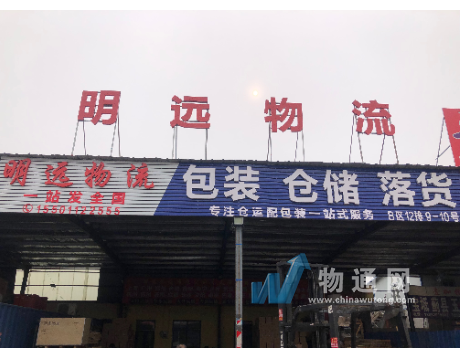 明远物流
明远物流
一站发全国
包装 仓储 落货
专注仓运配包装一站式服务 B区12排9-10号
物通网
www.chinawutong.com